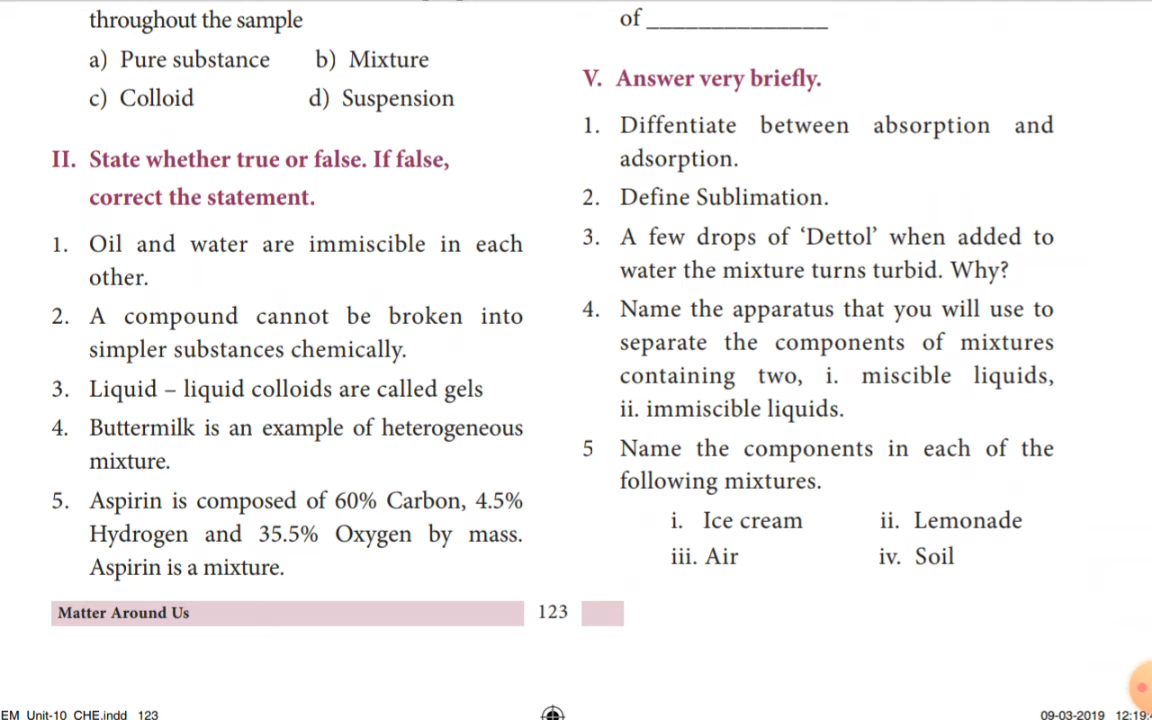 throughout the sample
a) Pure substance b) Mixture
c) Colloid d) Suspension
II. State whether true or false. If false,
correct the statement.
1. Oil and water are immiscible in each
other.
2. A compound cannot be broken into
simpler substances chemically.
3. Liquid – liquid colloids are called gels
4. Buttermilk is an example of heterogeneous
mixture.
5. Aspirin is composed of 60% Carbon, 4.5%
Hydrogen and 35.5% Oxygen by mass.
Aspirin is a mixture.
of ________________
V. Answer very briefly.
1. Diffentiate between absorption and
adsorption.
2. Define Sublimation.
3. A few drops of ‘Dettol’ when added to
water the mixture turns turbid. Why?
4. Name the apparatus that you will use to
separate the components of mixtures
containing two, i. miscible liquids,
ii. immiscible liquids.
5 Name the components in each of the
following mixtures.
i. Ice cream ii. Lemonade
iii. Air iv. Soil
Matter Around Us 123
EM_Unit-10_CHE.indd 123 09-03-2019 12:19: